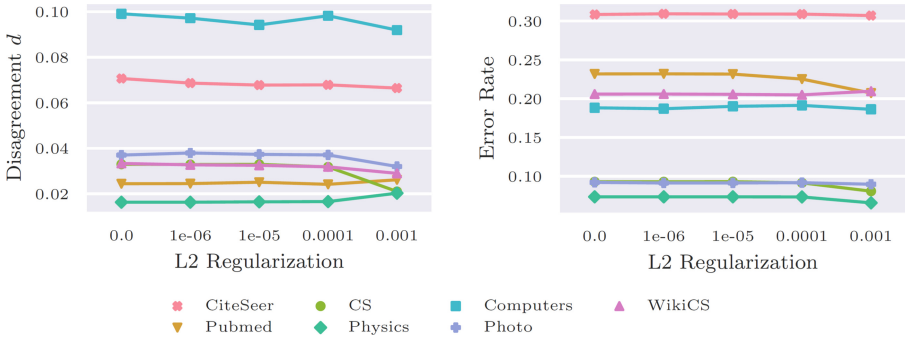 Disagreement d
0.10
0.08
0.06
0.04
0.02
0.0 1e-06 1e-05 0.0001 0.001
L2 Regularization
Error Rate
0.30
0.25
0.20
0.15
0.10
0.0 1e-06 1e-05 0.0001 0.001
L2 Regularization
CiteSeer CS Computers WikiCS
Pubmed Physics Photo